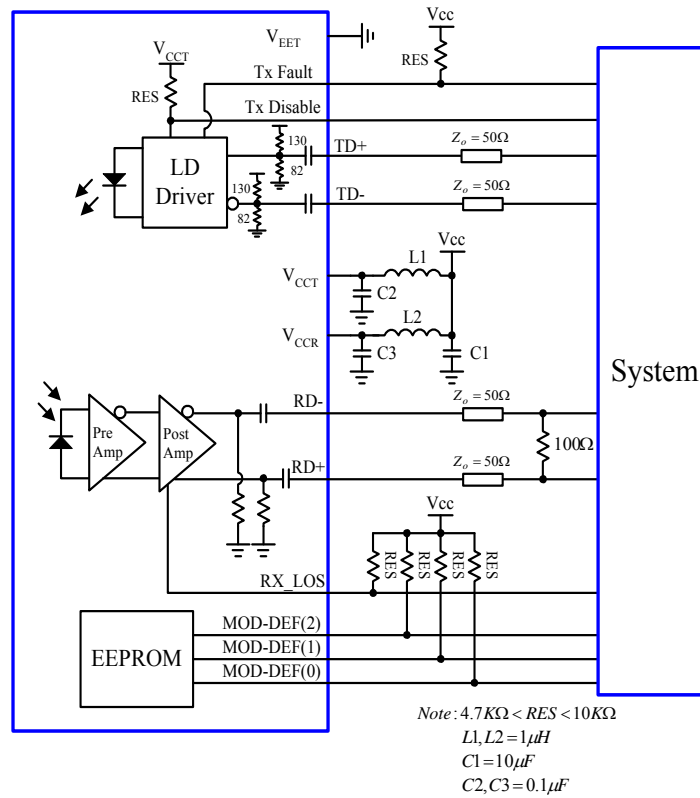 Vcc
V_EET
V_CCT
Tx Fault
RES
RES
Tx Disable
130
TD+
Z_o = 50Ω
LD
Driver
82
130
TD-
Z_o = 50Ω
82
Vcc
L1
V_CCT
C2
L2
V_CCR
C3
C1
System
RD-
Z_o = 50Ω
Pre
Amp
Post
Amp
100Ω
RD+
Z_o = 50Ω
Vcc
RES
RES
RES
RES
RX_LOS
MOD-DEF(2)
EEPROM
MOD-DEF(1)
MOD-DEF(0)
Note: 4.7KΩ < RES < 10KΩ
L1, L2 = 1μH
C1 = 10μF
C2, C3 = 0.1μF